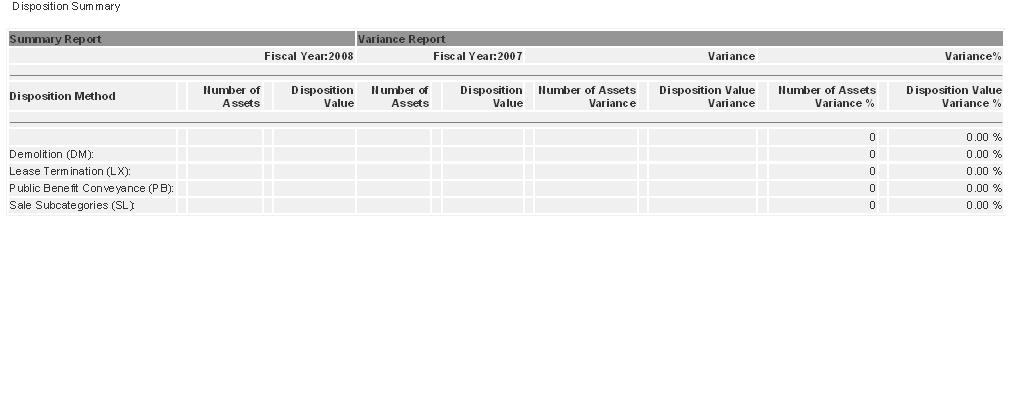 Disposition Summary
Summary Report Variance Report
Fiscal Year:2008 Fiscal Year:2007 Variance Variance%
Disposition Method Number of Assets Disposition Value Number of Assets Disposition Value Number of Assets Variance Disposition Value Variance Number of Assets Variance % Disposition Value Variance %
0 0.00 %
Demolition (DM): 0 0.00 %
Lease Termination (LX): 0 0.00 %
Public Benefit Conveyance (PB): 0 0.00 %
Sale Subcategories (SL): 0 0.00 %